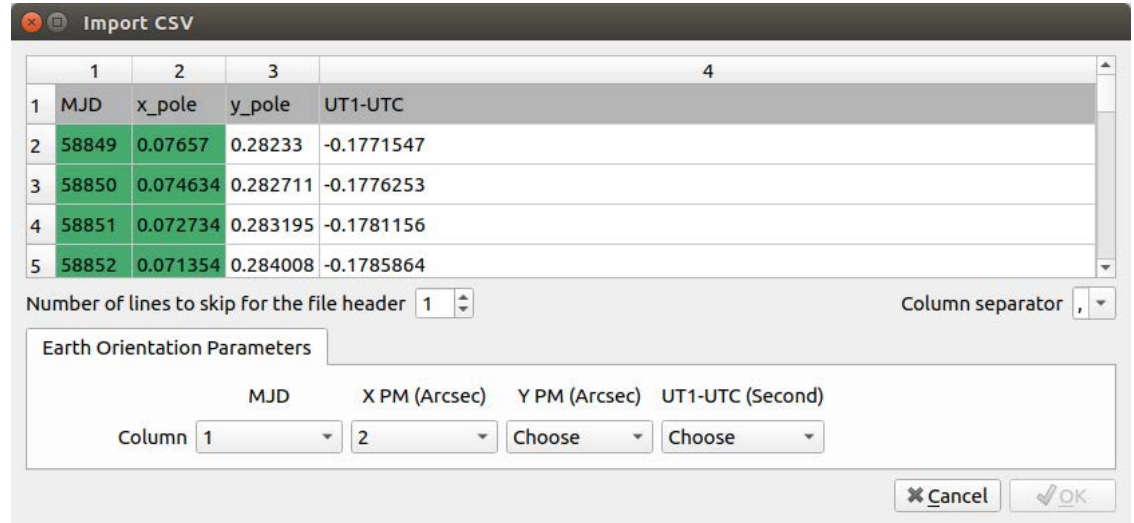 Import CSV
1 2 3 4
1 MJD x_pole y_pole UT1-UTC
2 58849 0.07657 0.28233 -0.1771547
3 58850 0.074634 0.282711 -0.1776253
4 58851 0.072734 0.283195 -0.1781156
5 58852 0.071354 0.284008 -0.1785864
Number of lines to skip for the file header 1 Column separator ,
Earth Orientation Parameters
MJD X PM (Arcsec) Y PM (Arcsec) UT1-UTC (Second)
Column 1 2 Choose Choose
Cancel OK